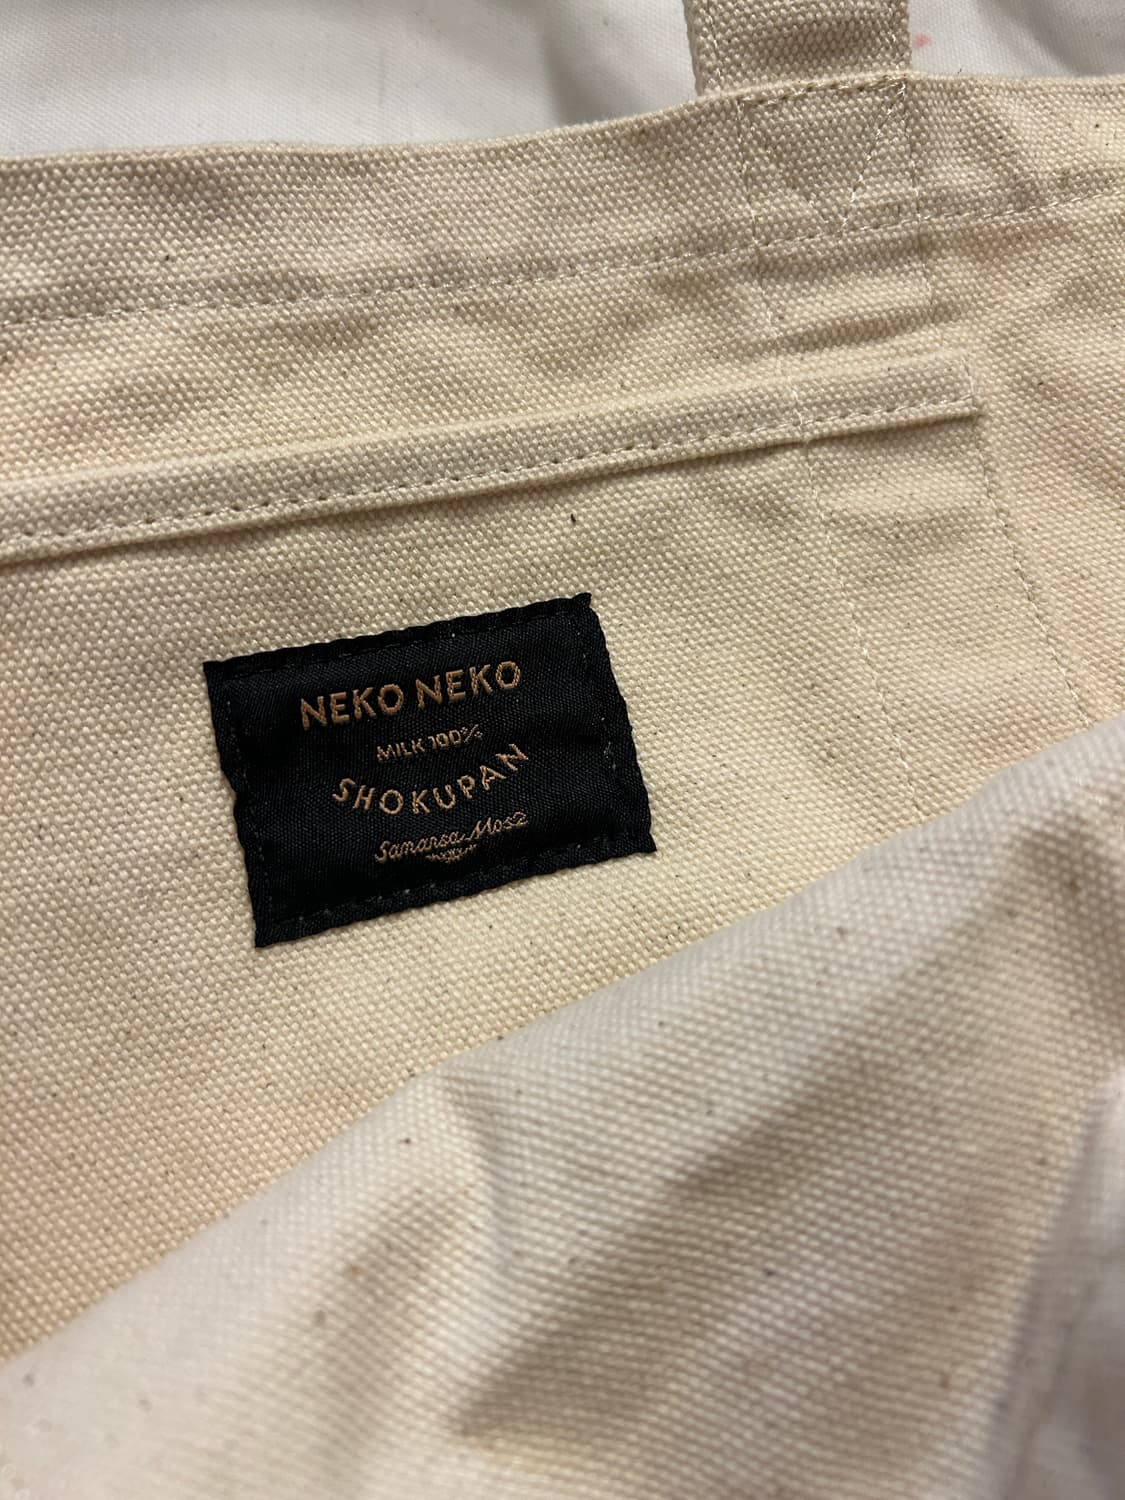 NEKO NEKO
MILK 100%
SHOKUPAN
Samansa Mos2